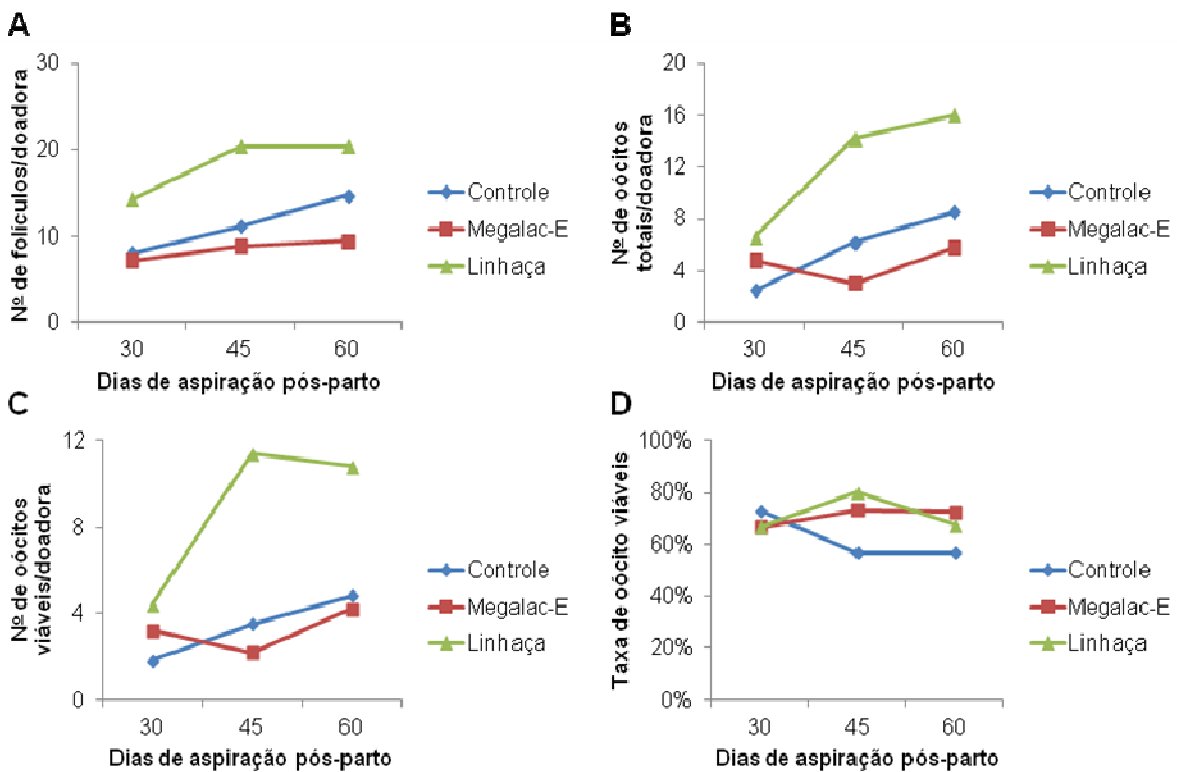 A
Nº de folículos/doadora
30
20
10
0
30
45
60
Dias de aspiração pós-parto
Controle
Megalac-E
Linhaça
B
Nº de oócitos
totais/doadora
20
16
12
8
4
0
30
45
60
Dias de aspiração pós-parto
Controle
Megalac-E
Linhaça
C
Nº de oócitos
viáveis/doadora
12
8
4
0
30
45
60
Dias de aspiração pós-parto
Controle
Megalac-E
Linhaça
D
Taxa de oócito viáveis
100%
80%
60%
40%
20%
0%
30
45
60
Dias de aspiração pós-parto
Controle
Megalac-E
Linhaça